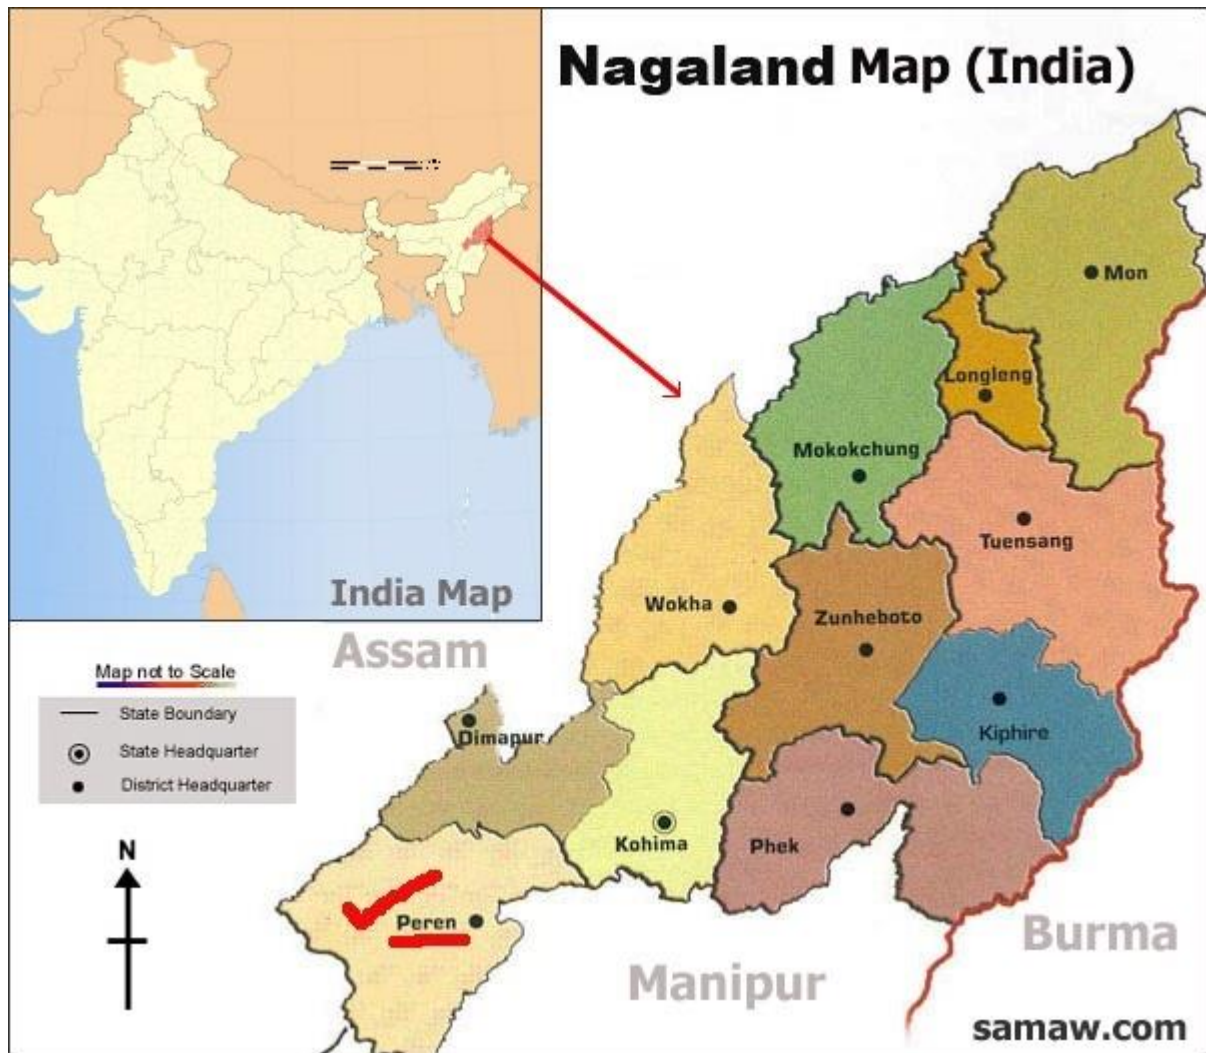 Nagaland Map (India)
Mon
Longleng
Mokokchung
Tuensang
India Map
Wokha
Zunheboto
Assam
Map not to Scale
State Boundary
State Headquarter
District Headquarter
Dimapur
Kiphire
Kohima
Phek
N
Peren
Burma
Manipur
samaw.com